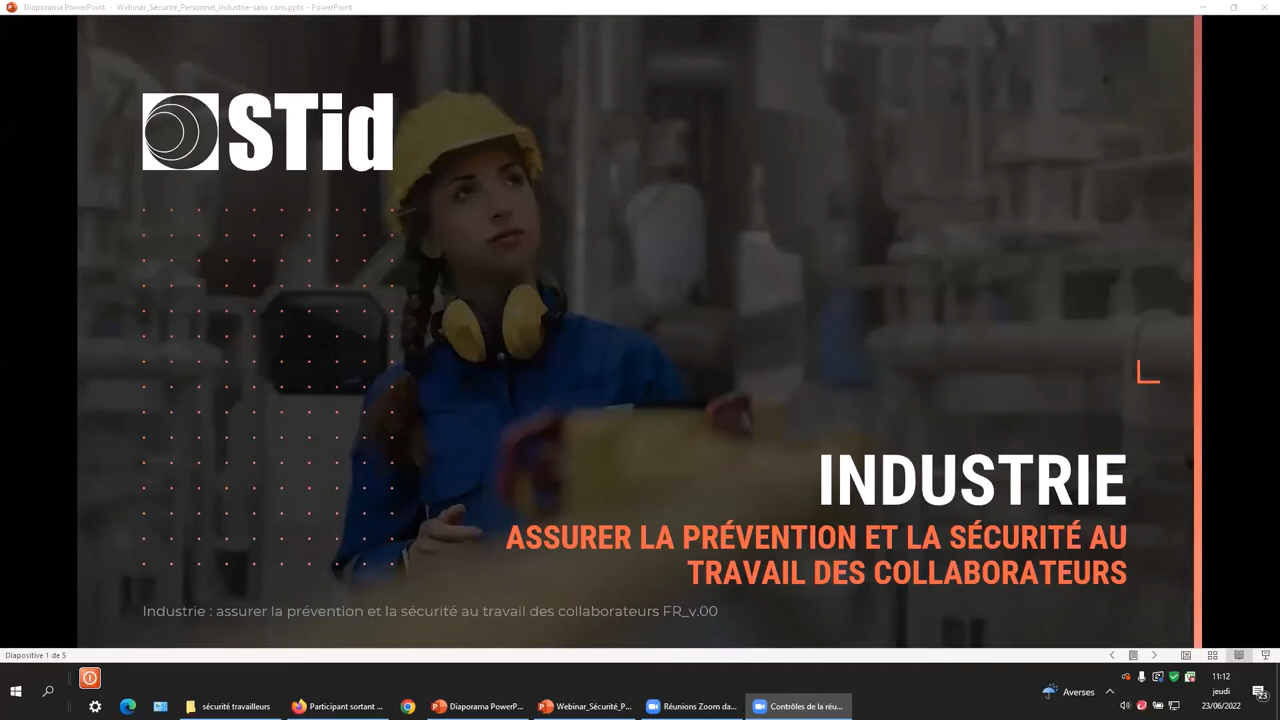 Diaporama PowerPoint - Webinar_Sécurité_Personnel_Industrie-sans cams.pptx - PowerPoint
STid
INDUSTRIE
ASSURER LA PRÉVENTION ET LA SÉCURITÉ AU
TRAVAIL DES COLLABORATEURS
Industrie : assurer la prévention et la sécurité au travail des collaborateurs FR_v.00
Diapositive 1 de 5
sécurité travailleurs
Participant sortant ...
Diaporama PowerP...
Webinar_Sécurité_P...
Réunions Zoom da...
Contrôles de la réu...
Averses
11:12
jeudi
23/06/2022